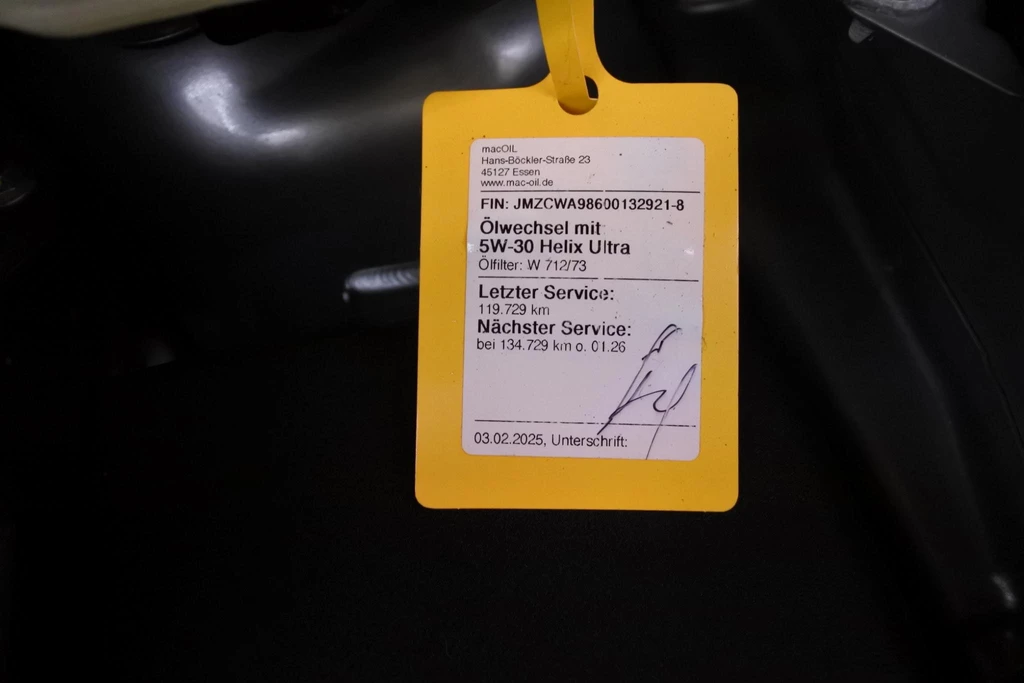 macOIL
Hans-Böckler-Straße 23
45127 Essen
www.mac-oil.de
FIN: JMZCWA98600132921-8
Ölwechsel mit
5W-30 Helix Ultra
Ölfilter: W 712/73
Letzter Service:
119.729 km
Nächster Service:
bei 134.729 km o. 01.26
03.02.2025, Unterschrift: